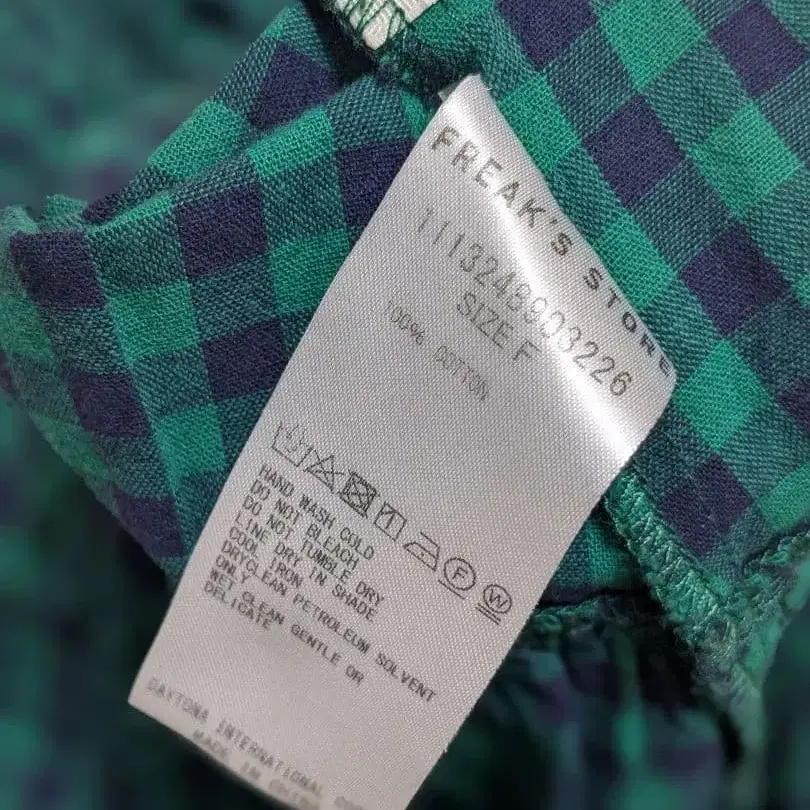 FREAK'S STORE
1113248903226
SIZE F
100% COTTON
HAND WASH COLD
DO NOT BLEACH
DO NOT TUMBLE DRY
LINE DRY IN SHADE
COOL IRON
DRYCLEAN PETROLEUM SOLVENT
ONLY
WET CLEAN GENTLE OR
DELICATE
F
W
DAYTONA INTERNATIONAL
MADE IN